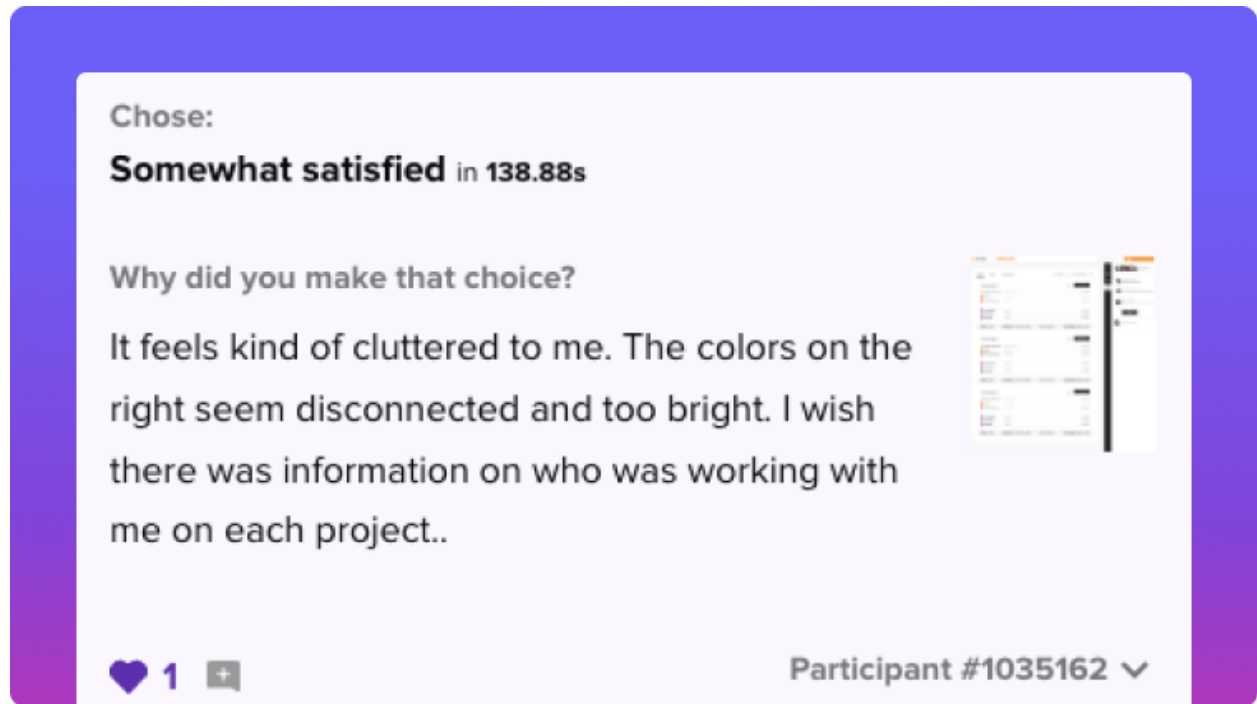 Chose:
Somewhat satisfied in 138.88s
Why did you make that choice?
It feels kind of cluttered to me. The colors on the
right seem disconnected and too bright. I wish
there was information on who was working with
me on each project..
1
Participant #1035162